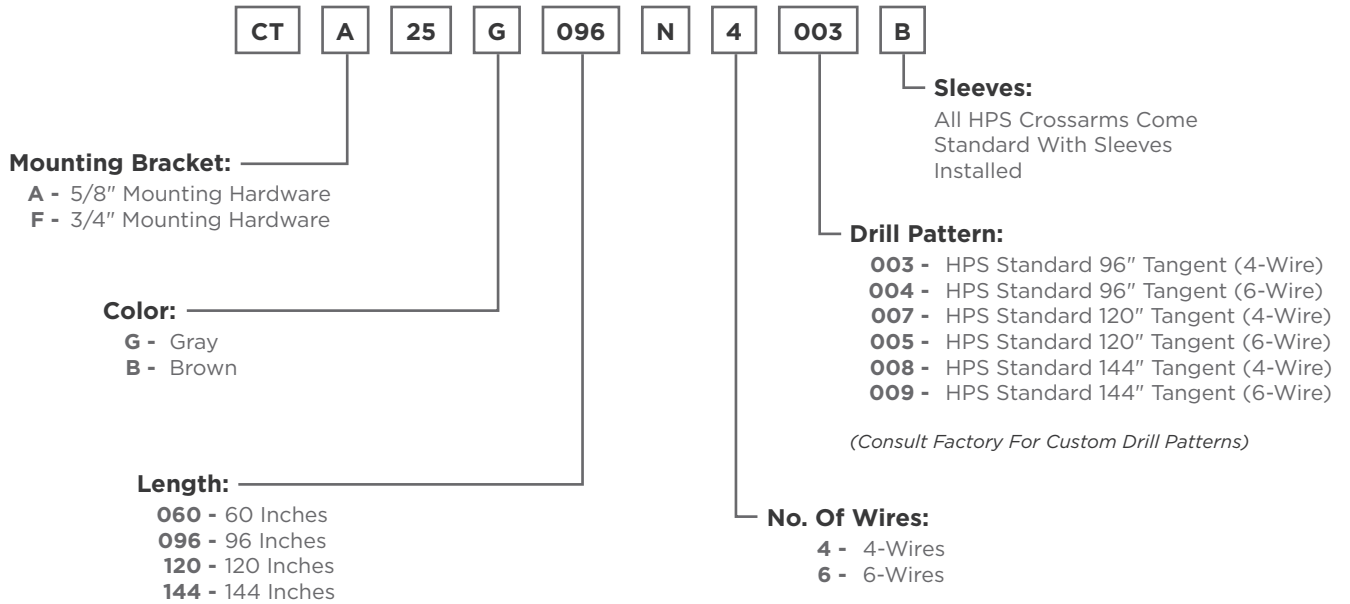 CT A 25 G 096 N 4 003 B
Sleeves:
All HPS Crossarms Come
Standard With Sleeves
Installed
Mounting Bracket:
A - 5/8" Mounting Hardware
F - 3/4" Mounting Hardware
Drill Pattern:
003 - HPS Standard 96" Tangent (4-Wire)
004 - HPS Standard 96" Tangent (6-Wire)
007 - HPS Standard 120" Tangent (4-Wire)
005 - HPS Standard 120" Tangent (6-Wire)
008 - HPS Standard 144" Tangent (4-Wire)
009 - HPS Standard 144" Tangent (6-Wire)
(Consult Factory For Custom Drill Patterns)
Color:
G - Gray
B - Brown
Length:
060 - 60 Inches
096 - 96 Inches
120 - 120 Inches
144 - 144 Inches
No. Of Wires:
4 - 4-Wires
6 - 6-Wires